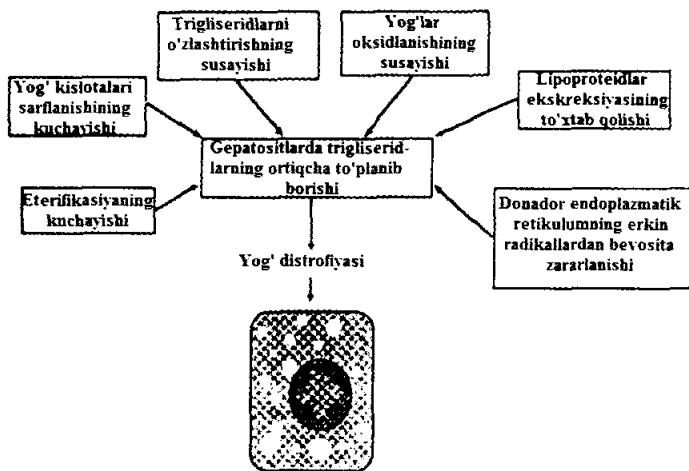 Trigliseridlarni
o'zlashtirishning
susayishi
Yog'lar
oksidlanishining
susayishi
Yog' kislotalari
sarflanishining
kuchayishi
Lipoproteidlar
ekskreksiyasining
to'xtab qolishi
Gepatositlarda trigliserid-
larning ortiqcha to'planib
borishi
Eterifikasiyaning
knchayishi
Donador endoplazmatik
retikulumning erkin
radikallardan bevosita
zararlanishi
Yog' distrofiyasi